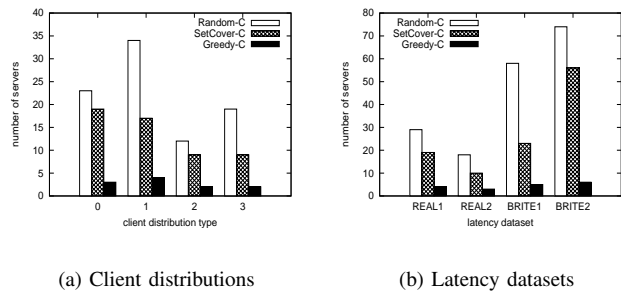 40
35
30
25
20
15
10
5
0
number of servers
Random-C
SetCover-C
Greedy-C
0 1 2 3
client distribution type
(a) Client distributions
80
70
60
50
40
30
20
10
0
number of servers
Random-C
SetCover-C
Greedy-C
REAL1 REAL2 BRITE1 BRITE2
latency dataset
(b) Latency datasets